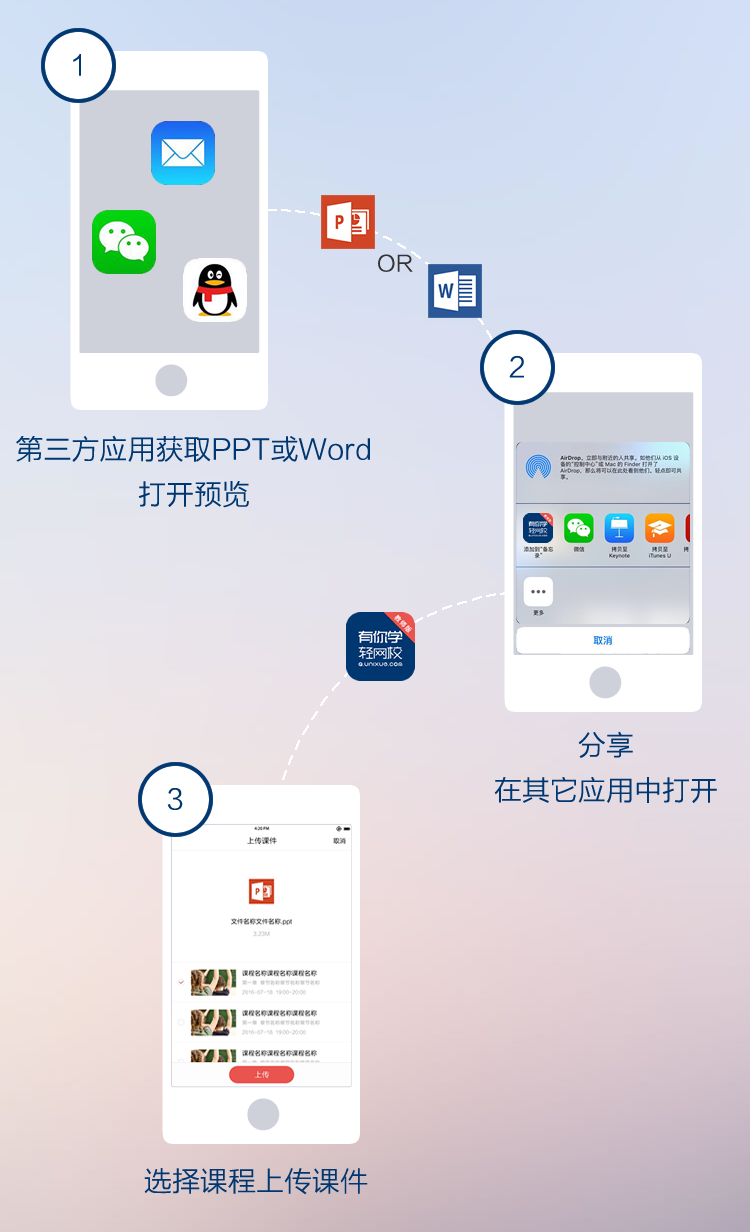 1
P
OR
W
2
第三方应用获取PPT或Word
打开预览
AirDrop。立即与附近的人共享。如他们从 iOS 设
备的“控制中心”或 Mac 的 Finder 打开了
AirDrop，那么将可以在此处看到他们。轻点即可共
享。
有你学
轻网校
添加到“备忘
录”
微信
拷贝至
Keynote
拷贝至
iTunes U
拷
更多
取消
教师版
有你学
轻网校
QUNIXUE.COM
分享
在其它应用中打开
3
4:20 PM
上传课件
取消
P
文件名称文件名称.ppt
3.23M
课程名称课程名称课程名称
第一章 章节名称章节名称章节名称
2016-07-18 19:00-20:00
课程名称课程名称课程名称
第一章 章节名称章节名称章节名称
2016-07-18 19:00-20:00
课程名称课程名称课程名称
上传
选择课程上传课件